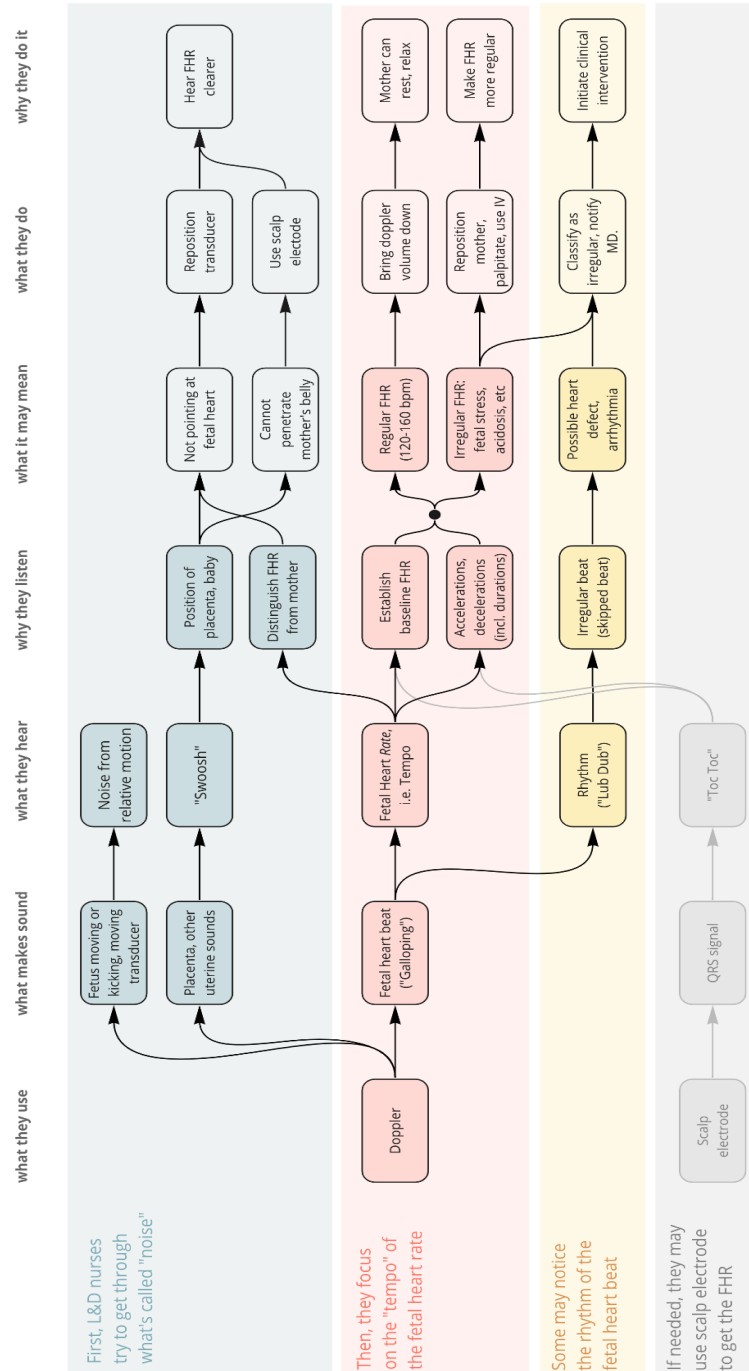 what they use
what makes sound
what they hear
why they listen
what it may mean
what they do
why they do it
First, L&D nurses
try to get through
what's called "noise"
Fetus moving or
kicking, moving
transducer
Noise from
relative motion
Placenta, other
uterine sounds
"Swoosh"
Position of
placenta, baby
Not pointing at
fetal heart
Reposition
transducer
Hear FHR
clearer
Distinguish FHR
from mother
Cannot
penetrate
mother's belly
Use scalp
electode
Then, they focus
on the "tempo" of
the fetal heart rate
Doppler
Fetal heart beat
("Galloping")
Fetal Heart Rate,
i.e. Tempo
Establish
baseline FHR
Regular FHR
(120-160 bpm)
Bring doppler
volume down
Mother can
rest, relax
Accelerations,
decelerations
(incl. durations)
Irregular FHR:
fetal stress,
acidosis, etc
Reposition
mother,
palpitate, use IV
Make FHR
more regular
Some may notice
the rhythm of the
fetal heart beat
Rhythm
("Lub Dub")
Irregular beat
(skipped beat)
Possible heart
defect,
arrhythmia
Classify as
irregular, notify
MD.
Initiate clinical
intervention
If needed, they may
use scalp electrode
to get the FHR
Scalp
electrode
QRS signal
"Toc Toc"